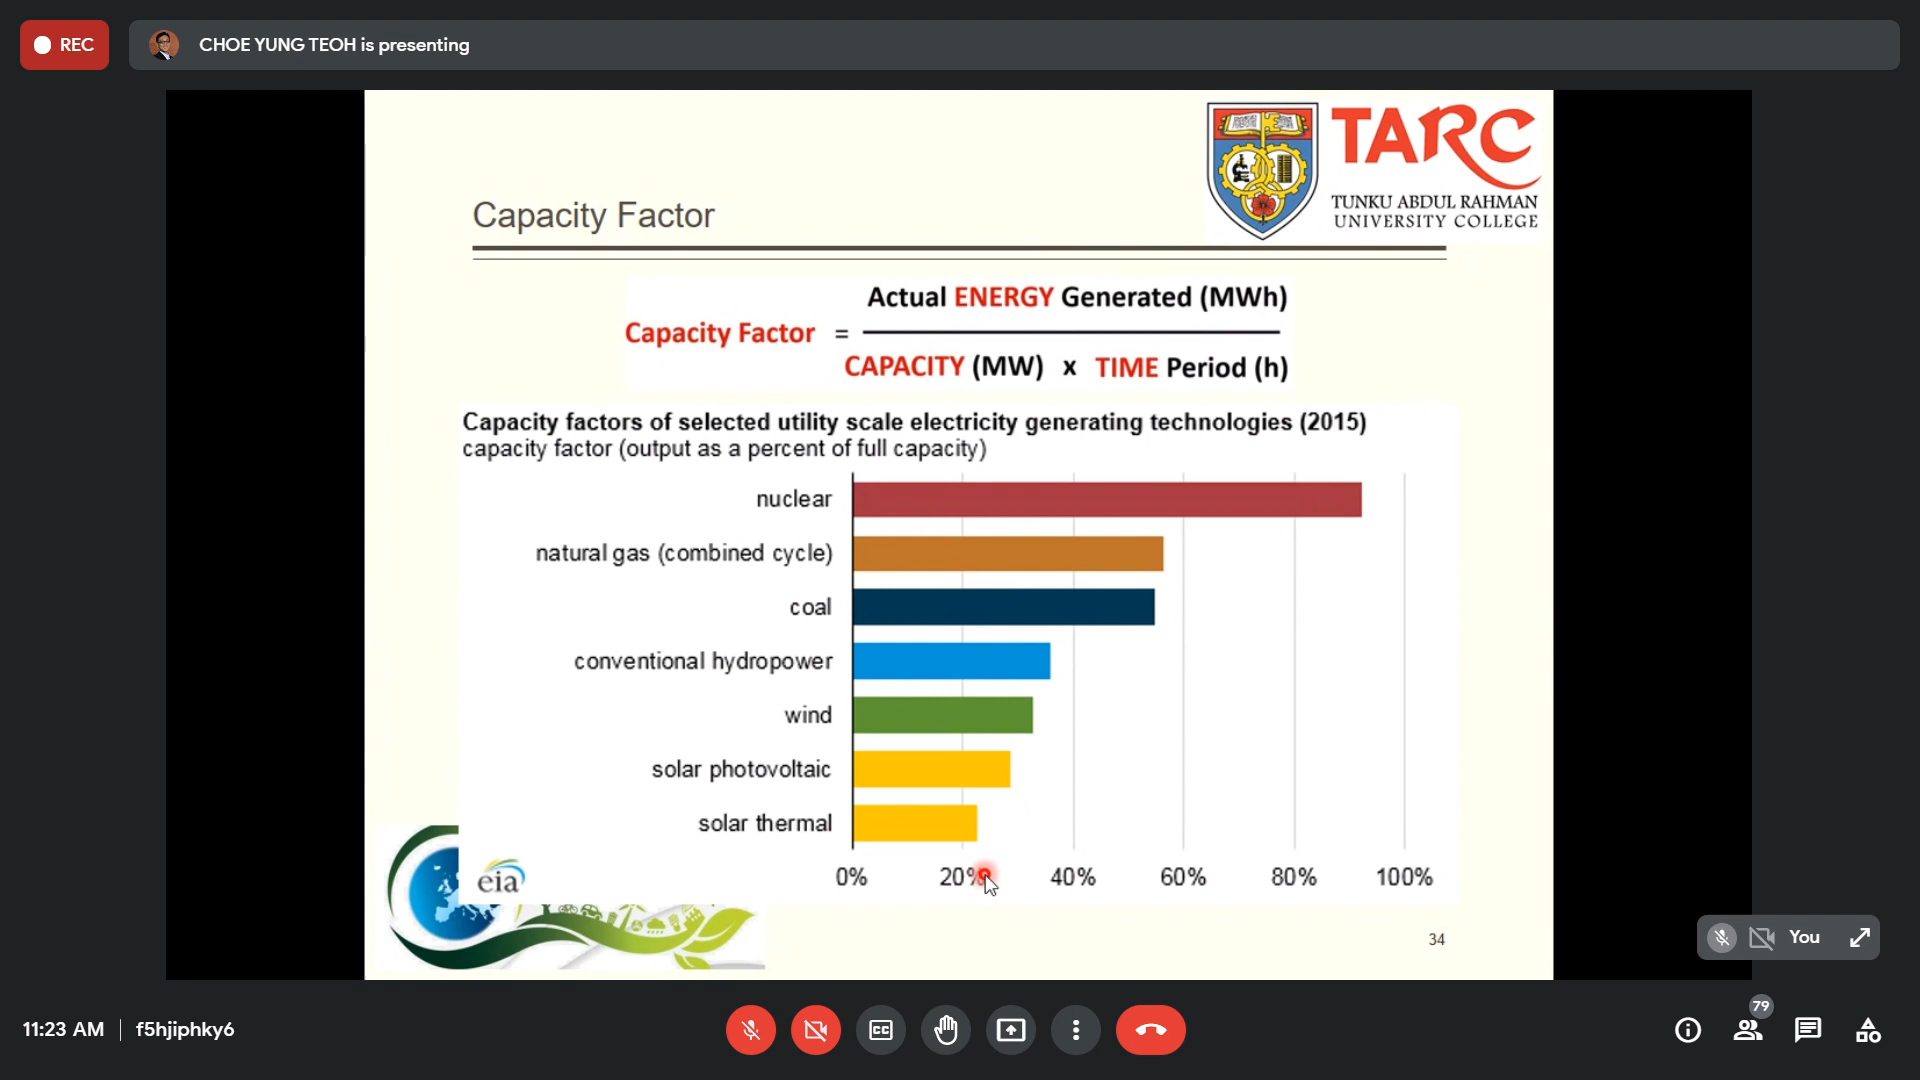 REC
CHOE YUNG TEOH is presenting
TARC
TUNKU ABDUL RAHMAN
UNIVERSITY COLLEGE
Capacity Factor
Capacity Factor = Actual ENERGY Generated (MWh)
CAPACITY (MW) x TIME Period (h)
Capacity factors of selected utility scale electricity generating technologies (2015)
capacity factor (output as a percent of full capacity)
nuclear
natural gas (combined cycle)
coal
conventional hydropower
wind
solar photovoltaic
solar thermal
0% 20% 40% 60% 80% 100%
eia
34
You
11:23 AM | f5hjiphky6
CC
79